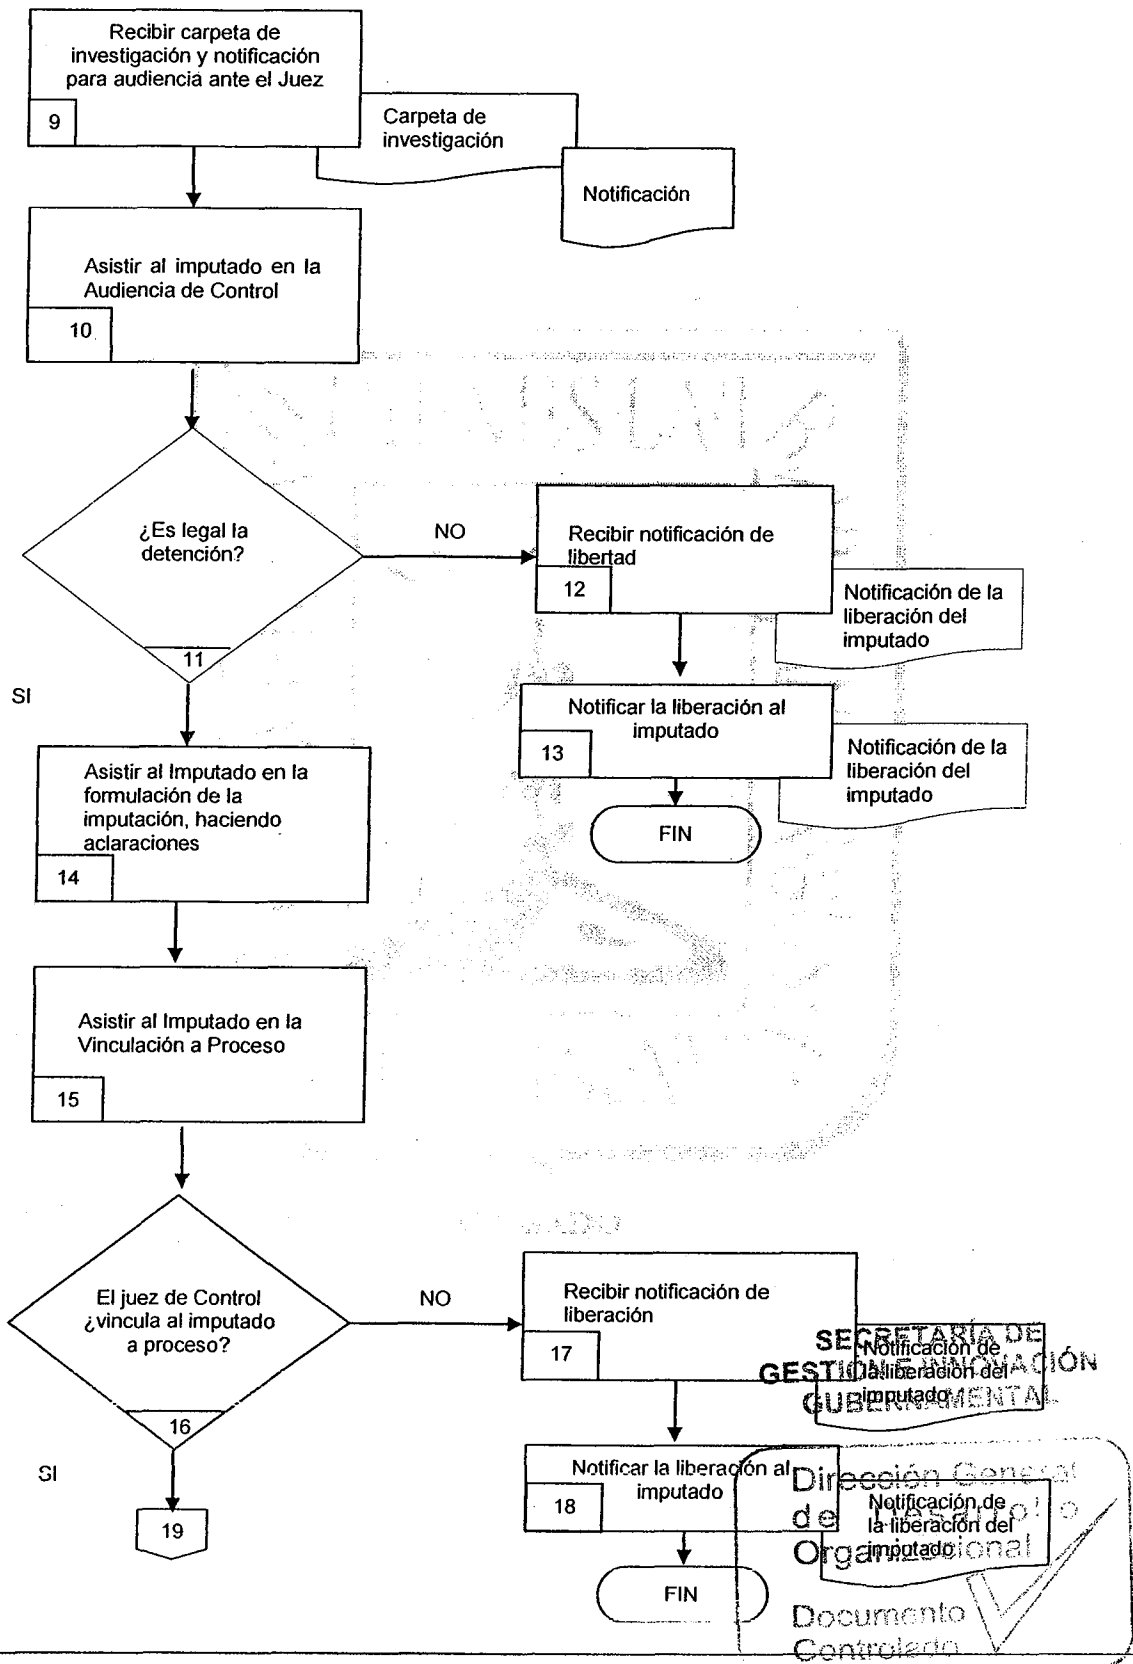 Recibir carpeta de
investigación y notificación
para audiencia ante el Juez
9
Carpeta de
investigación
Notificación
Asistir al imputado en la
Audiencia de Control
10
¿Es legal la
detención?
11
NO
SI
Recibir notificación de
libertad
12
Notificación de la
liberación del
imputado
Notificar la liberación al
imputado
13
Notificación de la
liberación del
imputado
FIN
Asistir al Imputado en la
formulación de la
imputación, haciendo
aclaraciones
14
Asistir al Imputado en la
Vinculación a Proceso
15
El juez de Control
¿vincula al imputado
a proceso?
16
NO
SI
Recibir notificación de
liberación
17
Notificación de
la liberación del
imputado
SECRETARÍA DE
GESTIÓN E INNOVACIÓN
GUBERNAMENTAL
Notificar la liberación al
imputado
18
Notificación de
la liberación del
imputado
FIN
19
Dirección General
de Desarrollo
Organizacional
Documento
Controlado